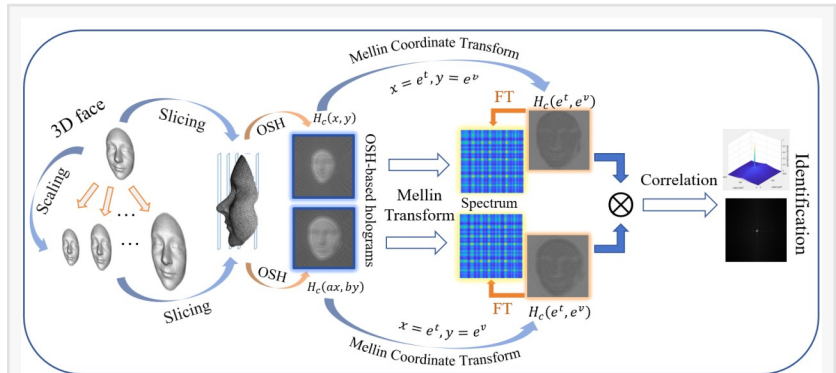 Mellin Coordinate Transform
x = e^t, y = e^v
3D face
Slicing
OSH
H_c(x, y)
FT
H_c(e^t, e^v)
Scaling
...
...
OSH-based holograms
Mellin
Transform
Spectrum
Correlation
Identification
OSH
H_c(ax, by)
FT
H_c(e^t, e^v)
Slicing
x = e^t, y = e^v
Mellin Coordinate Transform